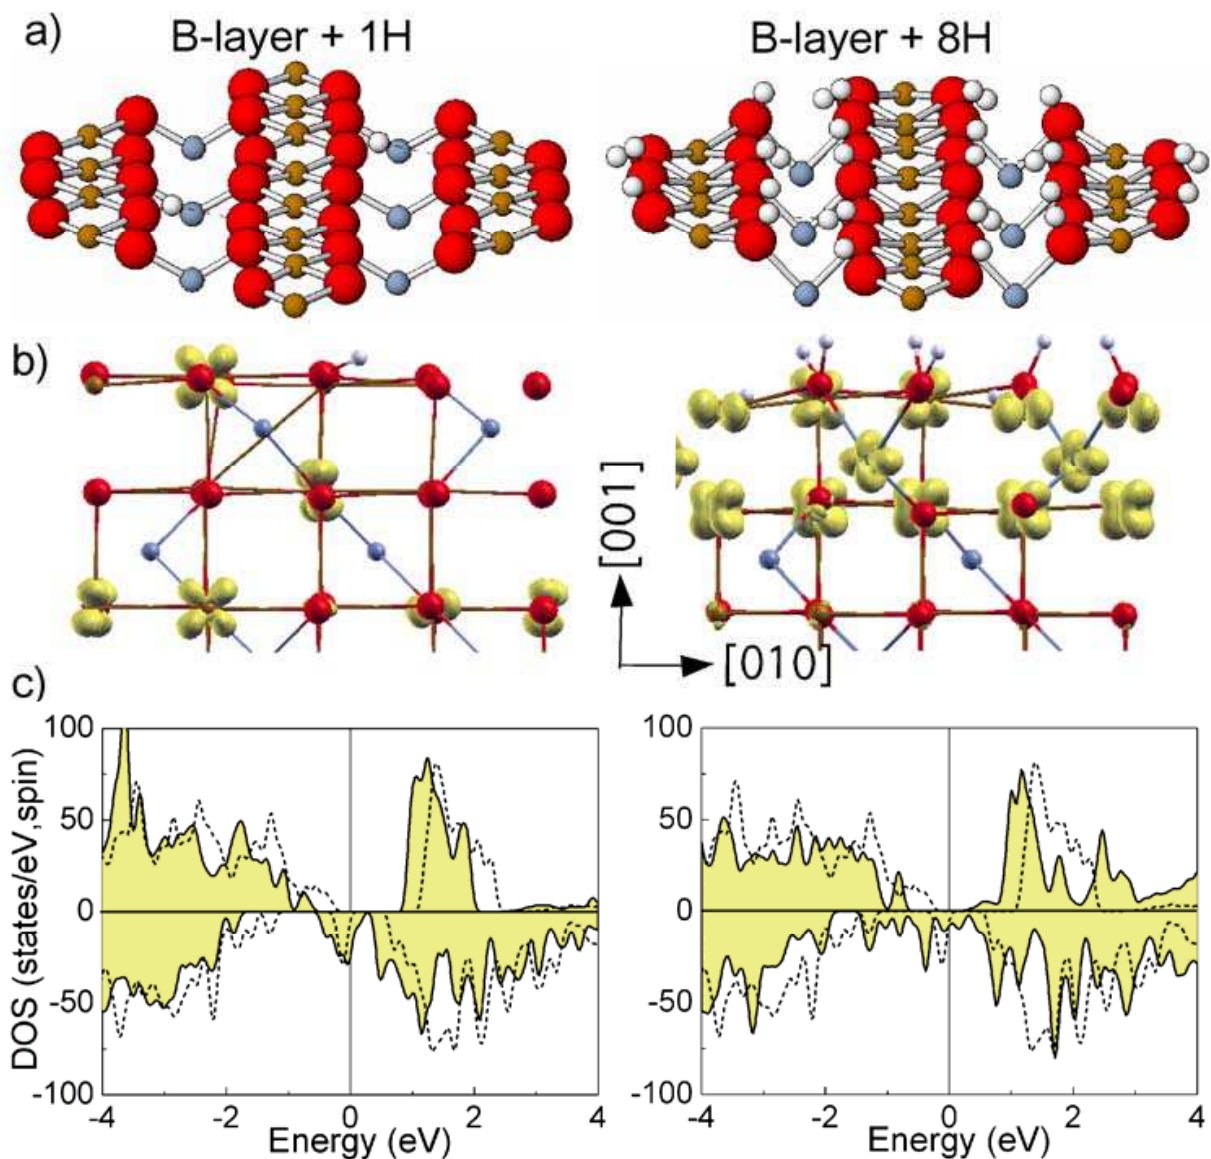 a)
B-layer + 1H
B-layer + 8H
b)
[001]
[010]
c)
DOS (states/eV,spin)
100
50
0
-50
-100
-4
-2
0
2
4
Energy (eV)
100
50
0
-50
-100
-4
-2
0
2
4
Energy (eV)